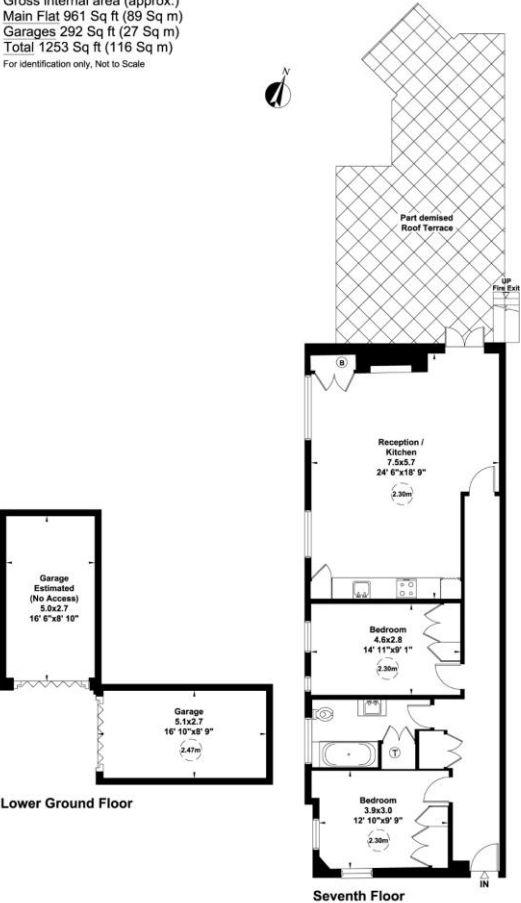 Gross internal area (approx.)
Main Flat 961 Sq ft (89 Sq m)
Garages 292 Sq ft (27 Sq m)
Total 1253 Sq ft (116 Sq m)
For identification only, Not to Scale
N
Part demised
Roof Terrace
UP
Fire Exit
B
Reception /
Kitchen
7.5x5.7
24' 6"x18' 9"
2.30m
Garage
Estimated
(No Access)
5.0x2.7
16' 6"x8' 10"
Bedroom
4.6x2.8
14' 11"x9' 1"
2.30m
Garage
5.1x2.7
16' 10"x8' 9"
2.47m
T
Lower Ground Floor
Bedroom
3.9x3.0
12' 10"x9' 9"
2.30m
IN
Seventh Floor